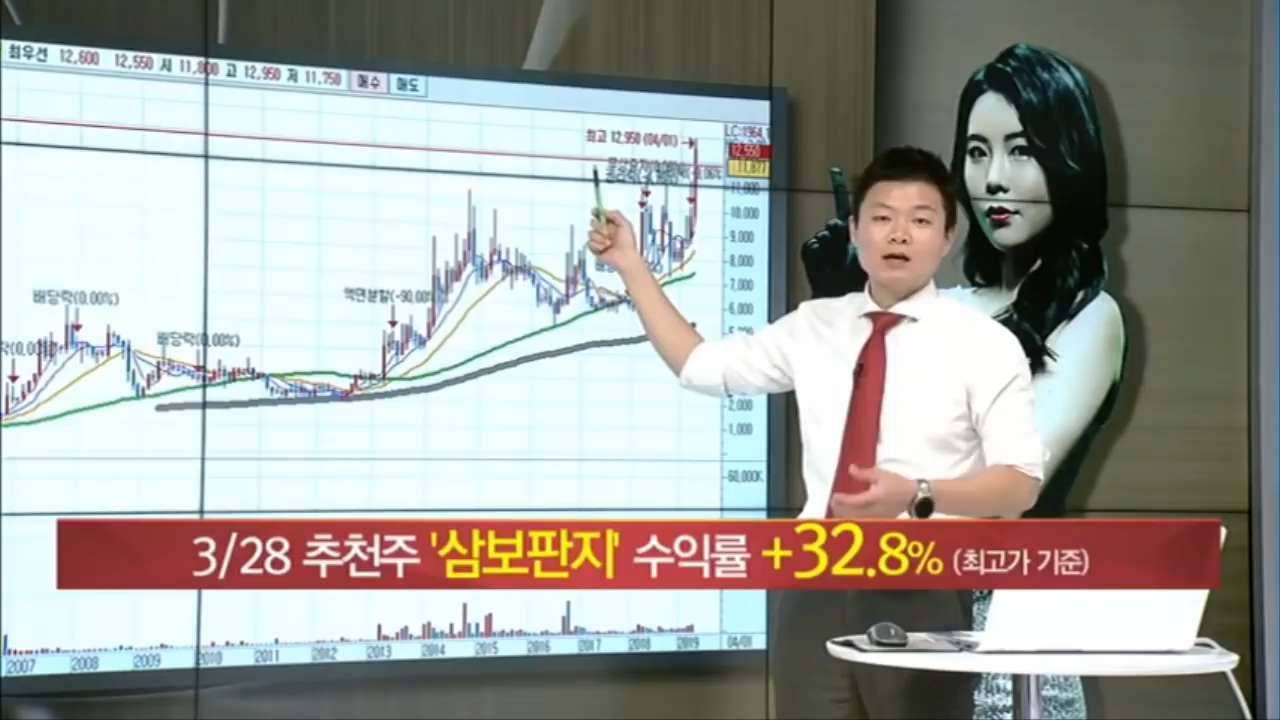 최우선 12,600 12,550 시 11,800 고 12,950 저 11,750 매수 매도
최고 12,950 (04/01) →
12,550
11,877
11,000
10,000
9,000
8,000
7,000
6,000
배당락(0.00%)
액면분할(-90.00%
배당락(0.00%)
2,000
1,000
60,000K
3/28 추천주 '삼보판지' 수익률 +32.8% (최고가 기준)
2007 2008 2009 2010 2011 2012 2013 2014 2015 2016 2017 2018 2019 04/01